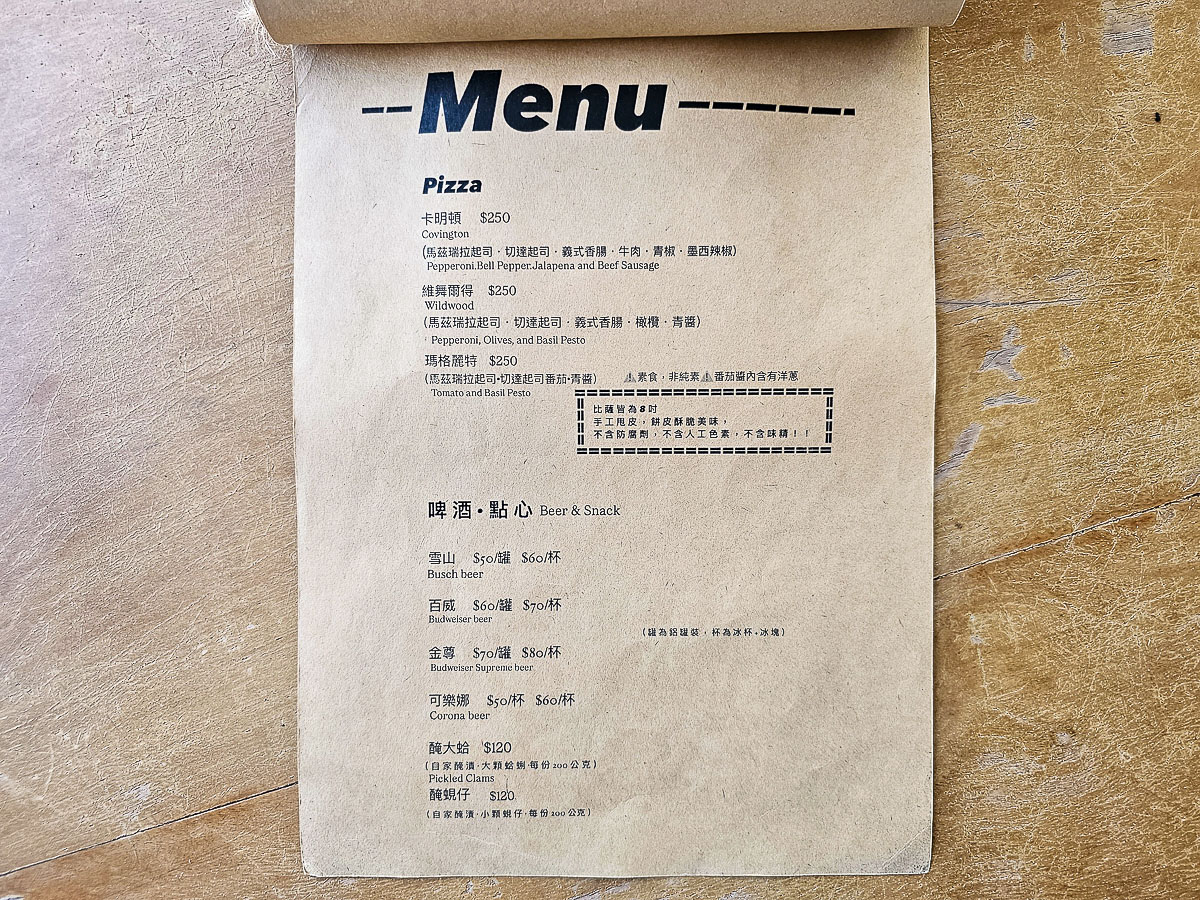 Menu
Pizza
卡明頓 $250
Covington
(馬茲瑞拉起司·切達起司·義式香腸·牛肉·青椒·墨西辣椒)
Pepperoni.Bell Pepper.Jalapena and Beef Sausage
維舞爾得 $250
Wildwood
(馬茲瑞拉起司·切達起司·義式香腸·橄欖·青醬)
Pepperoni, Olives, and Basil Pesto
瑪格麗特 $250
(馬茲瑞拉起司•切達起司番茄•青醬) ⚠️素食，非純素⚠️番茄醬內含有洋蔥
Tomato and Basil Pesto
比薩皆為8吋
手工甩皮，餅皮酥脆美味，
不含防腐劑，不含人工色素，不含味精！！
啤酒•點心 Beer & Snack
雪山 $50/罐 $60/杯
Busch beer
百威 $60/罐 $70/杯
Budweiser beer
(罐為鋁罐裝，杯為冰杯+冰塊)
金尊 $70/罐 $80/杯
Budweiser Supreme beer
可樂娜 $50/杯 $60/杯
Corona beer
醃大蛤 $120
(自家醃漬·大顆蛤蜊·每份200公克)
Pickled Clams
醃蜆仔 $120
(自家醃漬·小顆蜆仔·每份200公克)